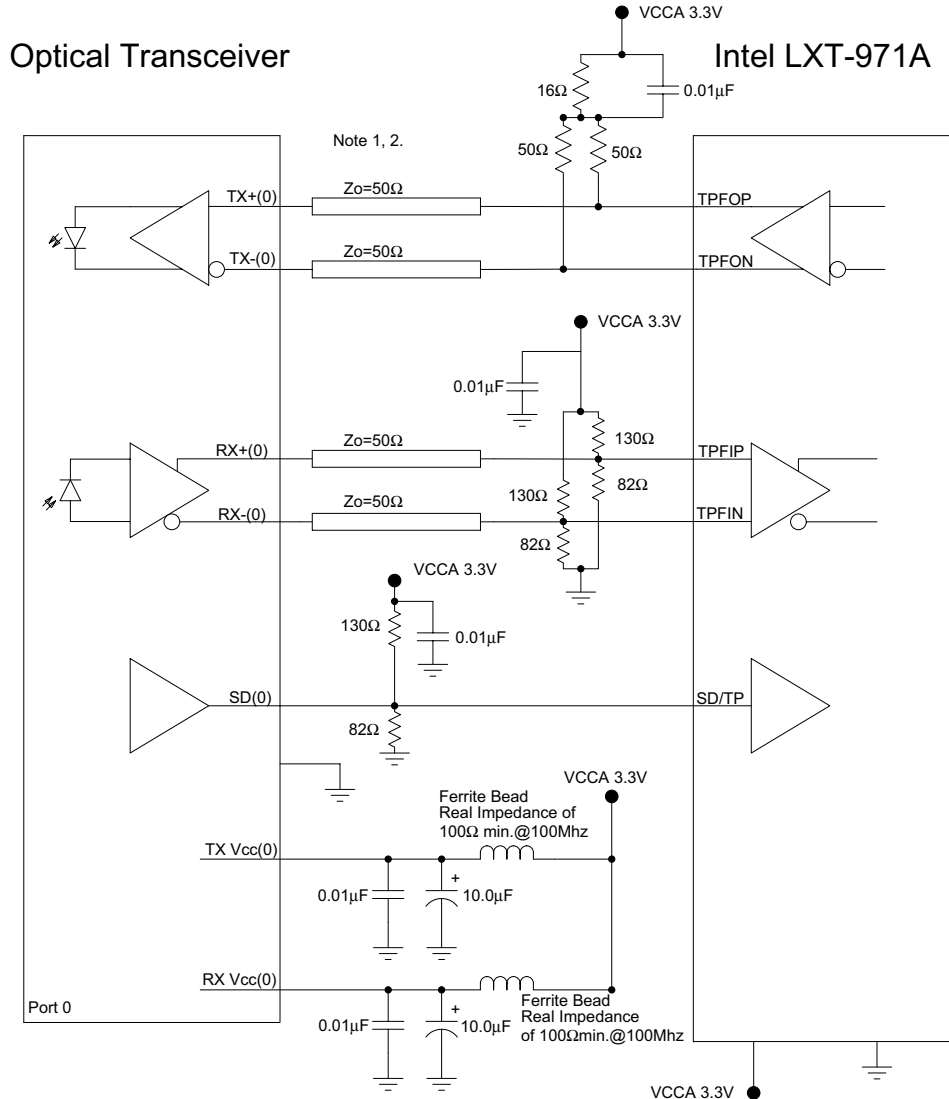 VCCA 3.3V
Optical Transceiver
Intel LXT-971A
16Ω
0.01µF
Note 1, 2.
50Ω
50Ω
TX+(0)
Zo=50Ω
TPFOP
TX-(0)
Zo=50Ω
TPFON
VCCA 3.3V
0.01µF
RX+(0)
Zo=50Ω
130Ω
TPFIP
82Ω
130Ω
RX-(0)
Zo=50Ω
TPFIN
82Ω
VCCA 3.3V
130Ω
0.01µF
SD(0)
SD/TP
82Ω
VCCA 3.3V
Ferrite Bead
Real Impedance of
100Ω min.@100Mhz
TX Vcc(0)
0.01µF
+
10.0µF
RX Vcc(0)
Ferrite Bead
Real Impedance
of 100Ωmin.@100Mhz
Port 0
0.01µF
+
10.0µF
VCCA 3.3V